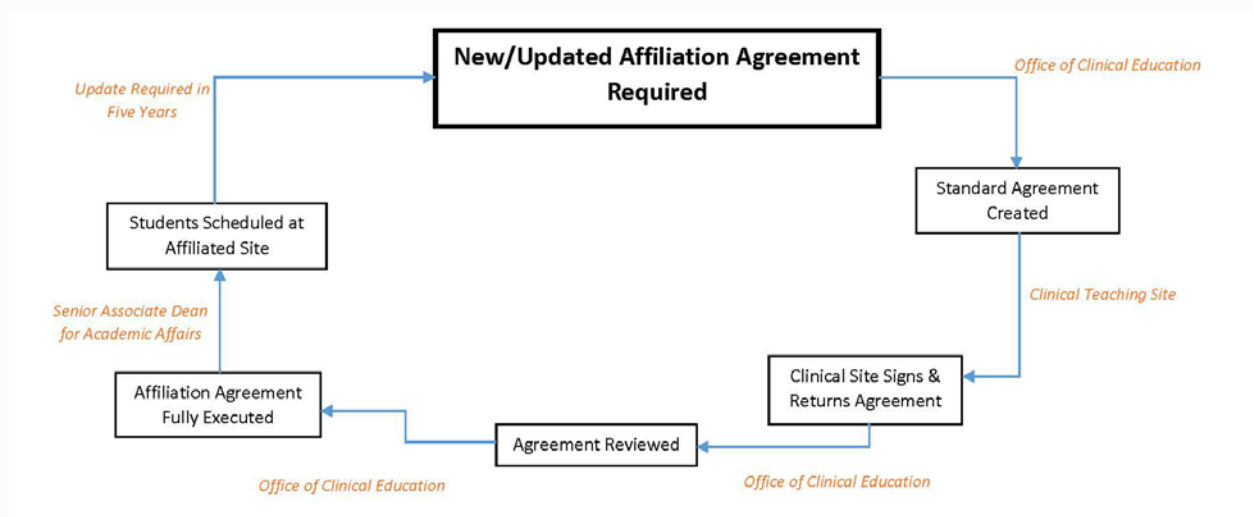 New/Updated Affiliation Agreement
Required
Office of Clinical Education
Update Required in
Five Years
Standard Agreement
Created
Students Scheduled at
Affiliated Site
Clinical Teaching Site
Senior Associate Dean
for Academic Affairs
Clinical Site Signs &
Returns Agreement
Affiliation Agreement
Fully Executed
Agreement Reviewed
Office of Clinical Education
Office of Clinical Education